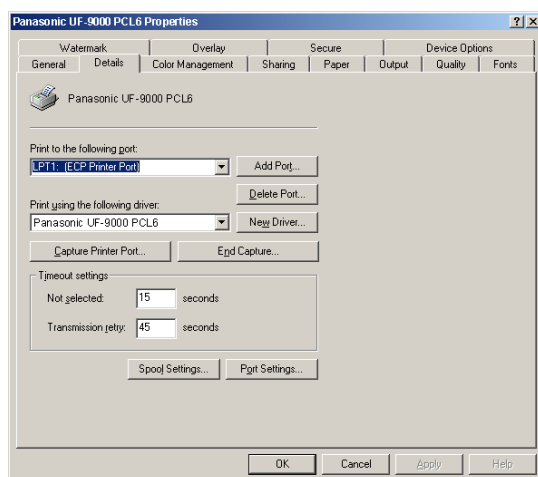 Panasonic UF-9000 PCL6 Properties
? ×
Watermark Overlay Secure Device Options
General Details Color Management Sharing Paper Output Quality Fonts
Panasonic UF-9000 PCL6
Print to the following port:
LPT1: (ECP Printer Port) Add Port...
Delete Port...
Print using the following driver:
Panasonic UF-9000 PCL6 New Driver...
Capture Printer Port... End Capture...
Timeout settings
Not selected: 15 seconds
Transmission retry: 45 seconds
Spool Settings... Port Settings...
OK Cancel Apply Help